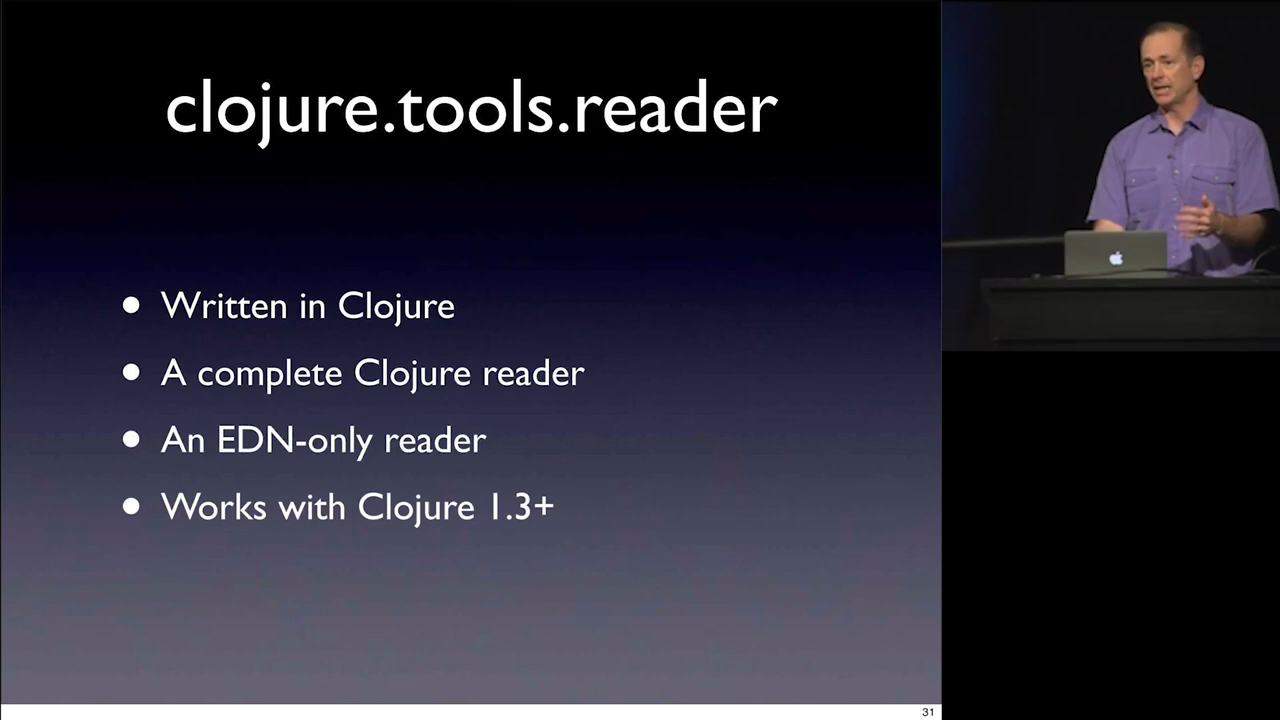 clojure.tools.reader
• Written in Clojure
• A complete Clojure reader
• An EDN-only reader
• Works with Clojure 1.3+
31